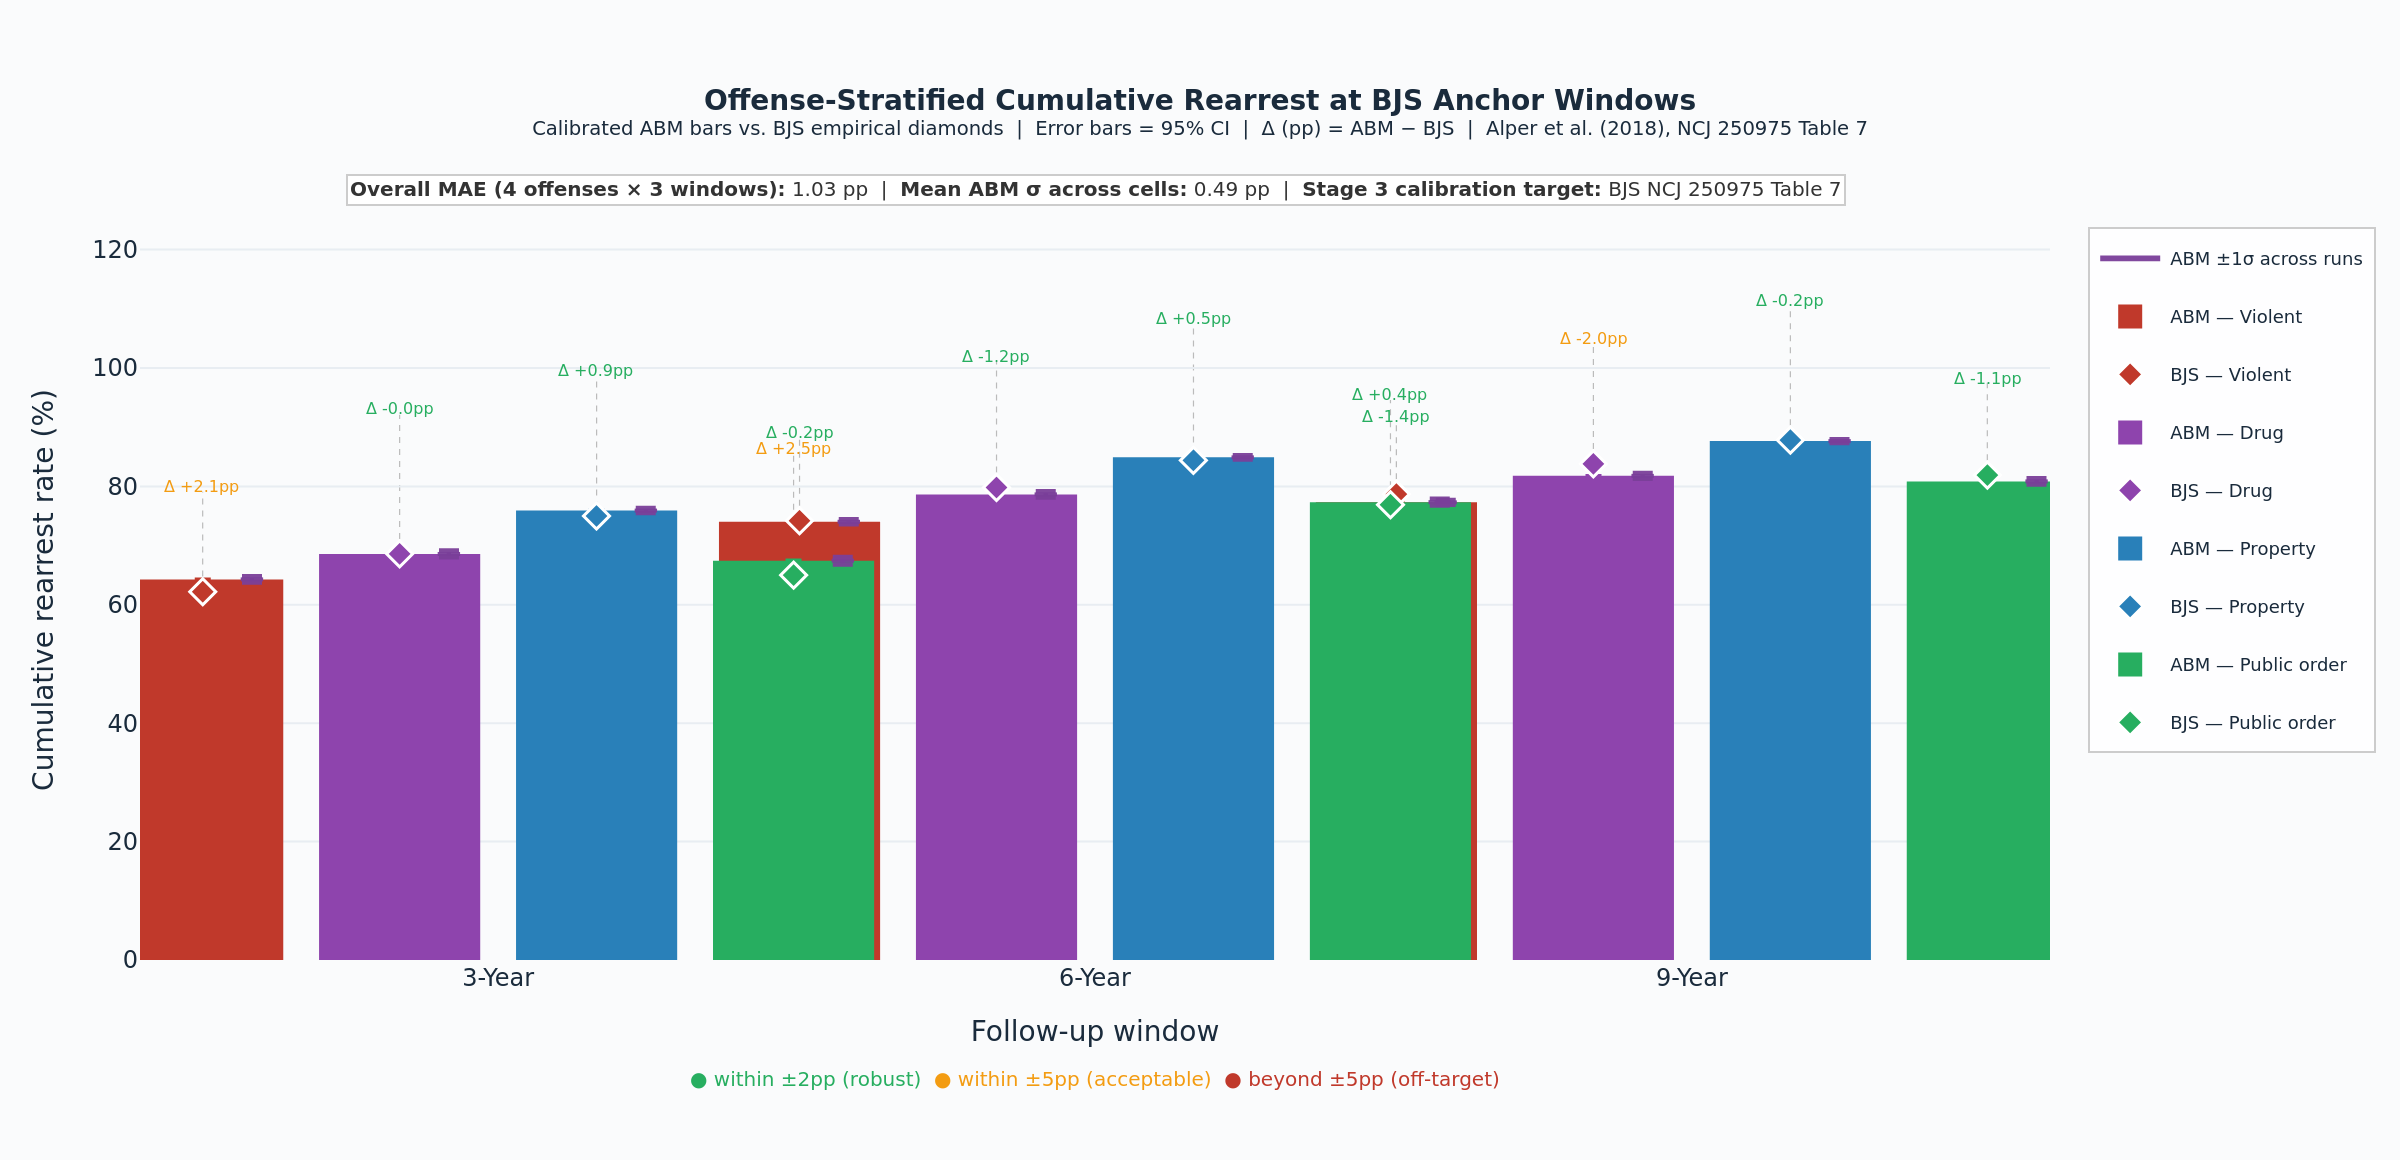 Offense-Stratified Cumulative Rearrest at BJS Anchor Windows
Calibrated ABM bars vs. BJS empirical diamonds | Error bars = 95% CI | Δ (pp) = ABM − BJS | Alper et al. (2018), NCJ 250975 Table 7
Overall MAE (4 offenses × 3 windows): 1.03 pp | Mean ABM σ across cells: 0.49 pp | Stage 3 calibration target: BJS NCJ 250975 Table 7
Cumulative rearrest rate (%)
120
100
80
60
40
20
0
Δ +2.1pp
Δ -0.0pp
Δ +0.9pp
Δ -0.2pp
Δ +2.5pp
Δ -1.2pp
Δ +0.5pp
Δ +0.4pp
Δ -1.4pp
Δ -2.0pp
Δ -0.2pp
Δ -1.1pp
3-Year
6-Year
9-Year
Follow-up window
● within ±2pp (robust) ● within ±5pp (acceptable) ● beyond ±5pp (off-target)
ABM ±1σ across runs
ABM — Violent
BJS — Violent
ABM — Drug
BJS — Drug
ABM — Property
BJS — Property
ABM — Public order
BJS — Public order